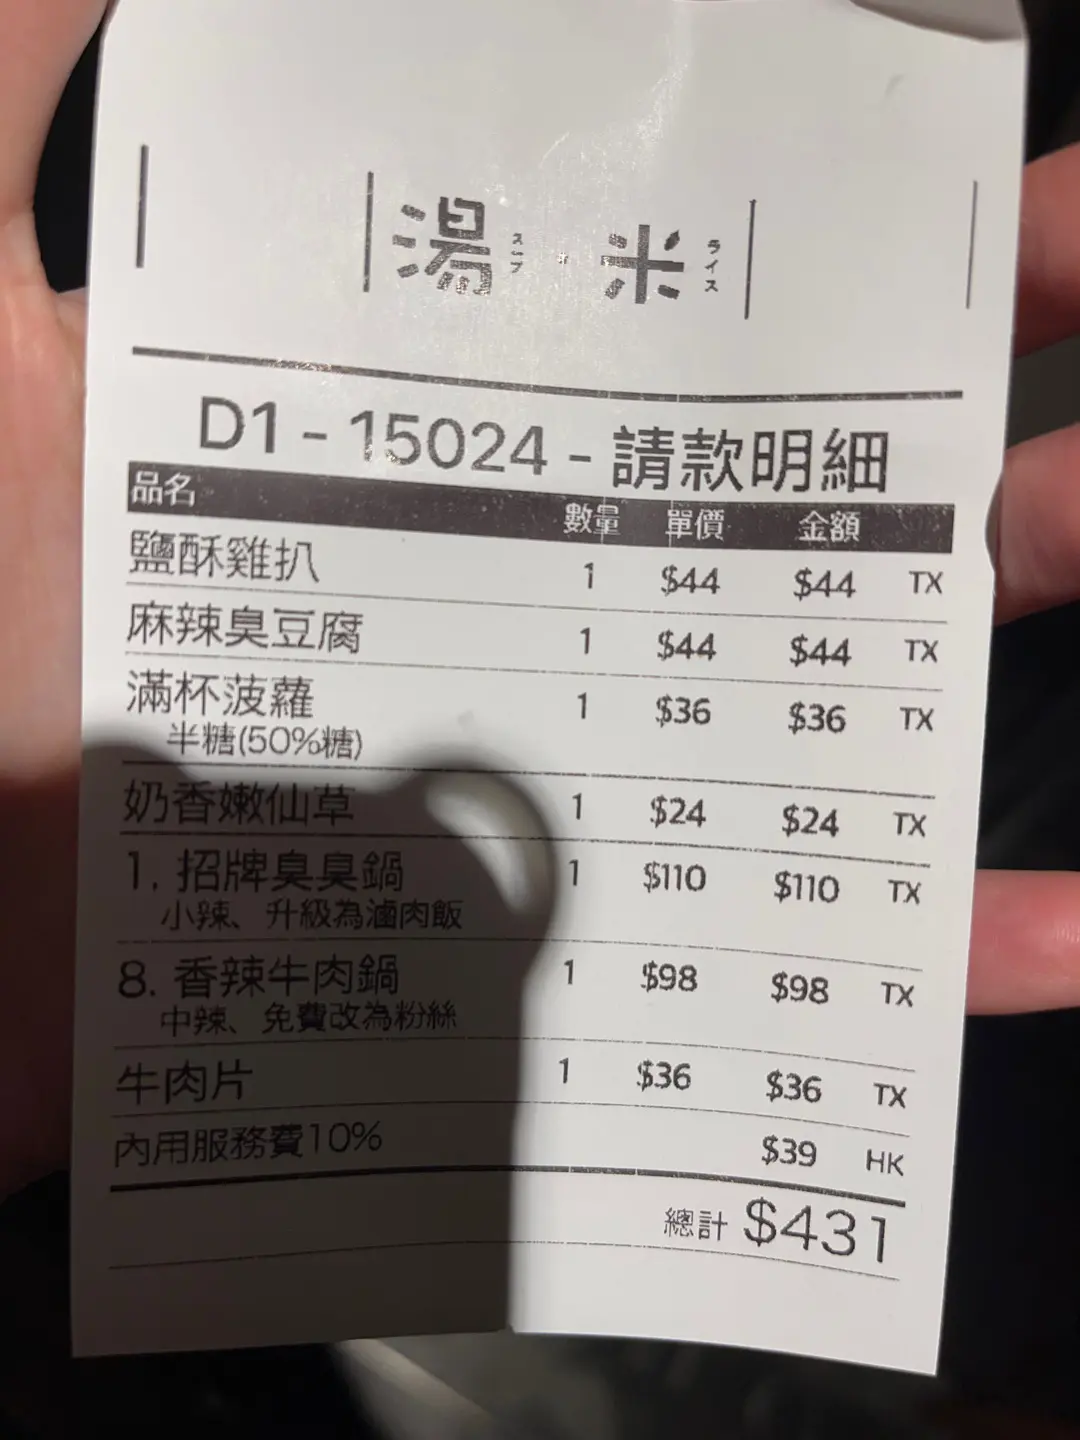 湯 スープ · 米 ライス
D1 - 15024 - 請款明細
品名 數量 單價 金額
鹽酥雞扒 1 $44 $44 TX
麻辣臭豆腐 1 $44 $44 TX
滿杯菠蘿 1 $36 $36 TX
半糖(50%糖)
奶香嫩仙草 1 $24 $24 TX
1. 招牌臭臭鍋 1 $110 $110 TX
小辣、升級為滷肉飯
8. 香辣牛肉鍋 1 $98 $98 TX
中辣、免費改為粉絲
牛肉片 1 $36 $36 TX
內用服務費10% $39 HK
總計 $431